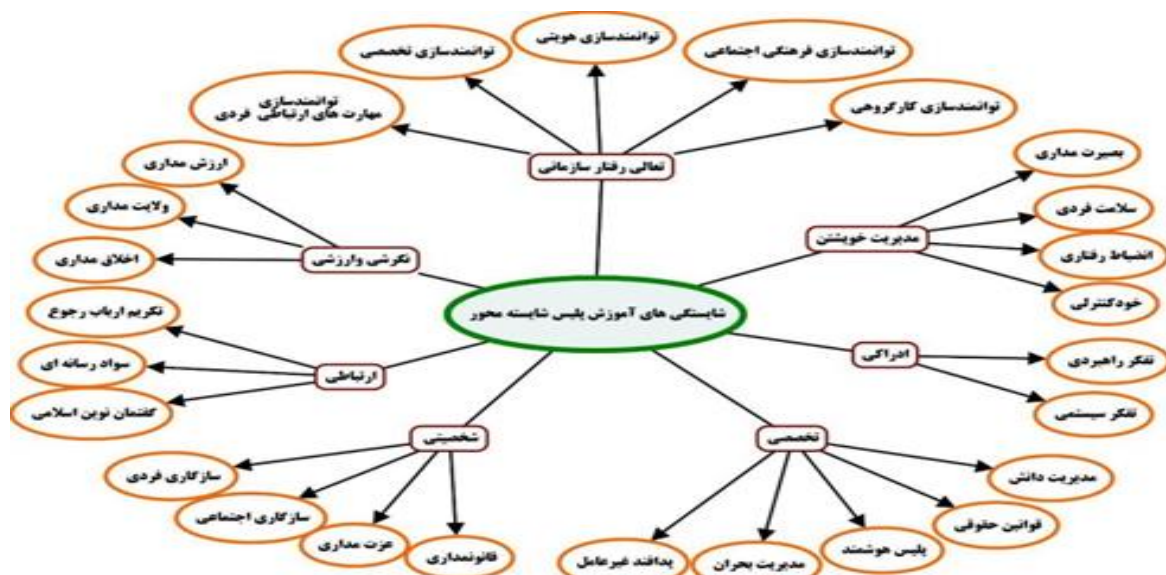 توانمندسازی هویتی
توانمندسازی تخصصی
توانمندسازی فرهنگی اجتماعی
توانمندسازی
مهارت های ارتباطی فردی
توانمندسازی کارگروهی
تعالی رفتار سازمانی
بصیرت مداری
سلامت فردی
مدیریت خویشتن
انضباط رفتاری
خودکنترلی
ارزش مداری
ولایت مداری
نگرشی وارزشی
اخلاق مداری
شایستگی های آموزش پلیس شایسته محور
تکریم ارباب رجوع
سواد رسانه ای
ارتباطی
گفتمان نوین اسلامی
ادراکی
تفکر راهبردی
تفکر سیستمی
شخصیتی
سازگاری فردی
سازگاری اجتماعی
عزت مداری
قانونمداری
تخصصی
مدیریت دانش
قوانین حقوقی
پلیس هوشمند
مدیریت بحران
پدافند غیرعامل